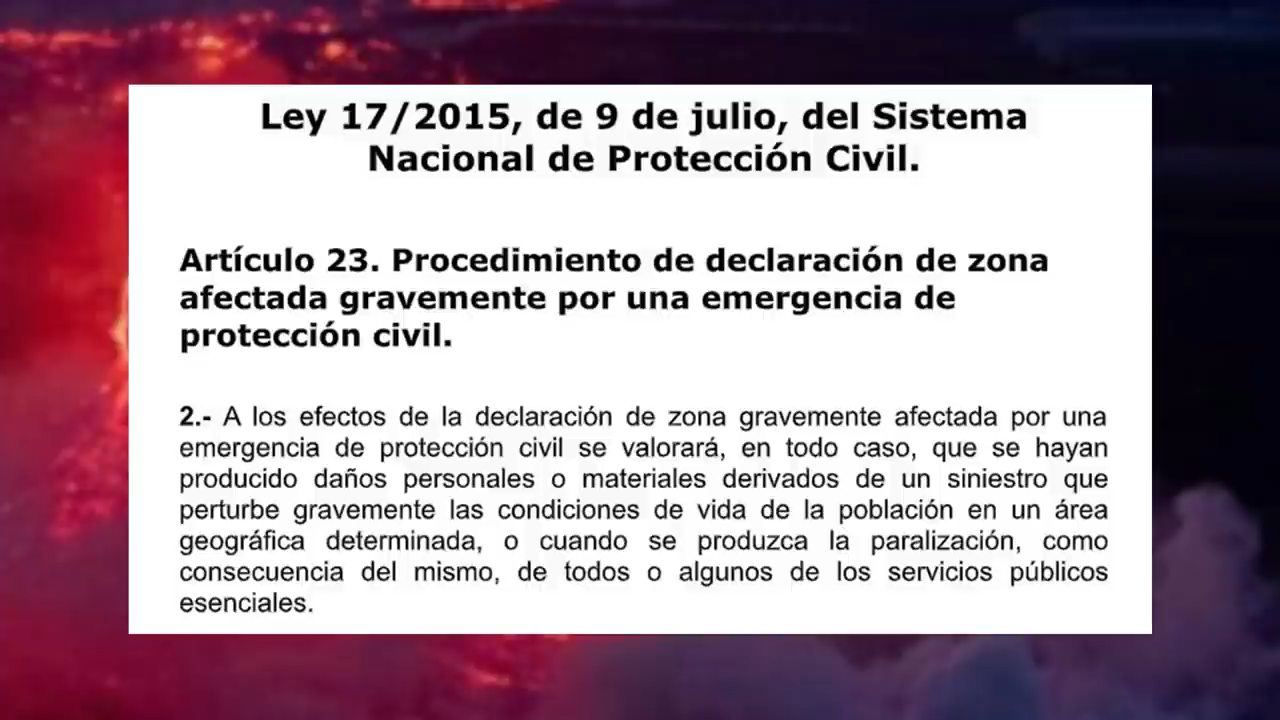 Ley 17/2015, de 9 de julio, del Sistema
Nacional de Protección Civil.
Artículo 23. Procedimiento de declaración de zona
afectada gravemente por una emergencia de
protección civil.
2.- A los efectos de la declaración de zona gravemente afectada por una
emergencia de protección civil se valorará, en todo caso, que se hayan
producido daños personales o materiales derivados de un siniestro que
perturbe gravemente las condiciones de vida de la población en un área
geográfica determinada, o cuando se produzca la paralización, como
consecuencia del mismo, de todos o algunos de los servicios públicos
esenciales.